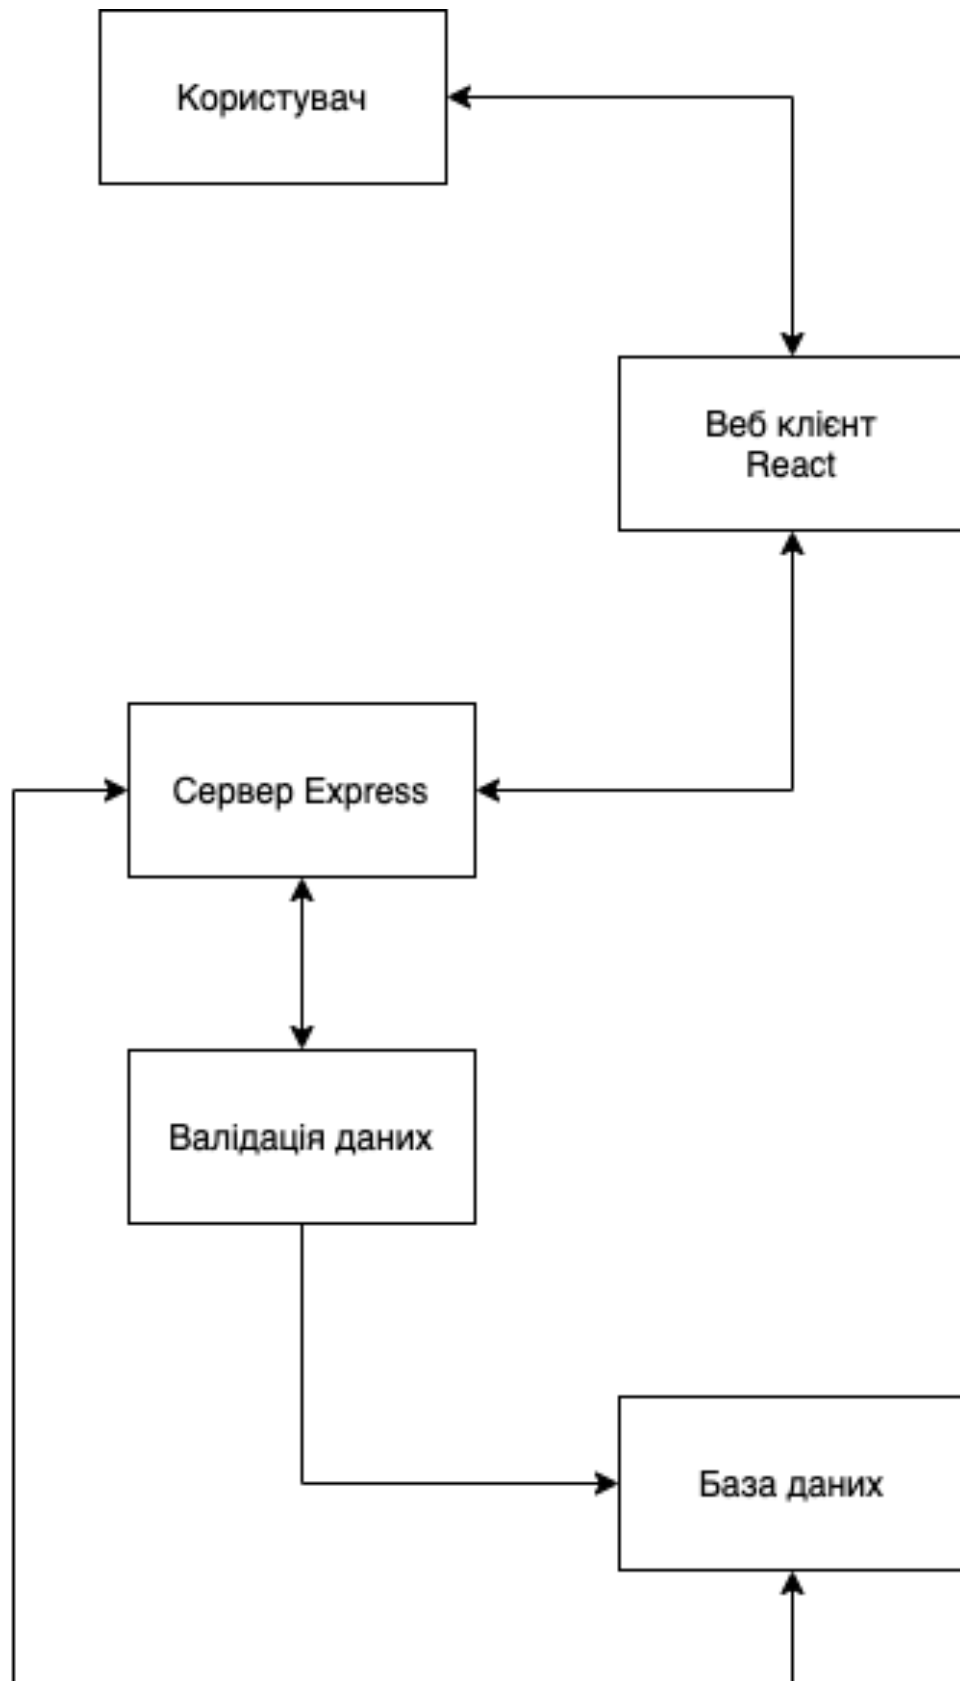 Користувач
Веб клієнт
React
Сервер Express
Валідація даних
База даних